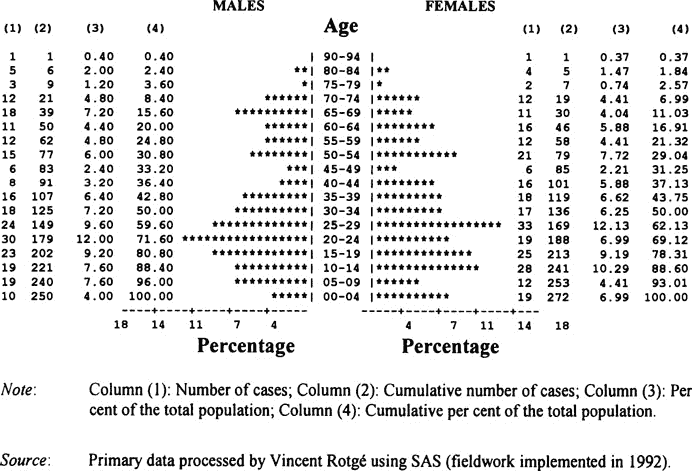 MALES FEMALES
(1) (2) (3) (4) Age (1) (2) (3) (4)
1 1 0.40 0.40 | 90-94 | 1 1 0.37 0.37
5 6 2.00 2.40 **| 80-84 |** 4 5 1.47 1.84
3 9 1.20 3.60 *| 75-79 |* 2 7 0.74 2.57
12 21 4.80 8.40 ******| 70-74 |****** 12 19 4.41 6.99
18 39 7.20 15.60 **********| 65-69 |***** 11 30 4.04 11.03
11 50 4.40 20.00 ******| 60-64 |******** 16 46 5.88 16.91
12 62 4.80 24.80 ******| 55-59 |****** 12 58 4.41 21.32
15 77 6.00 30.80 ********| 50-54 |*********** 21 79 7.72 29.04
6 83 2.40 33.20 ***| 45-49 |*** 6 85 2.21 31.25
8 91 3.20 36.40 ****| 40-44 |******** 16 101 5.88 37.13
16 107 6.40 42.80 *********| 35-39 |********* 18 119 6.62 43.75
18 125 7.20 50.00 **********| 30-34 |********* 17 136 6.25 50.00
24 149 9.60 59.60 *************| 25-29 |***************** 33 169 12.13 62.13
30 179 12.00 71.60 *****************| 20-24 |********** 19 188 6.99 69.12
23 202 9.20 80.80 *************| 15-19 |************* 25 213 9.19 78.31
19 221 7.60 88.40 **********| 10-14 |************** 28 241 10.29 88.60
19 240 7.60 96.00 **********| 05-09 |****** 12 253 4.41 93.01
10 250 4.00 100.00 *****| 00-04 |********** 19 272 6.99 100.00
18 14 11 7 4 4 7 11 14 18
Percentage Percentage
Note: Column (1): Number of cases; Column (2): Cumulative number of cases; Column (3): Per
cent of the total population; Column (4): Cumulative per cent of the total population.
Source: Primary data processed by Vincent Rotgé using SAS (fieldwork implemented in 1992).